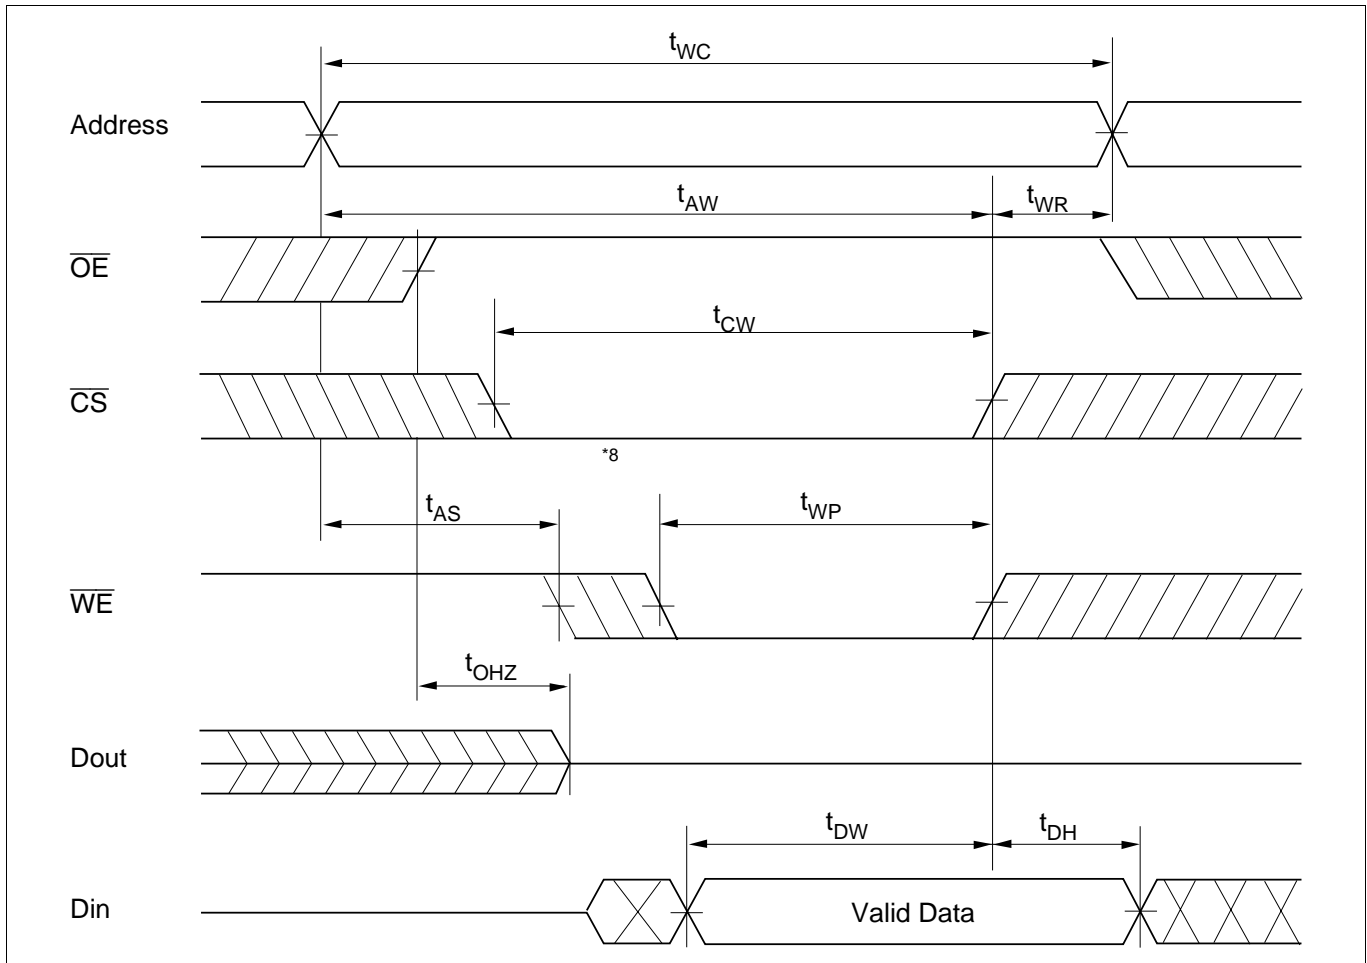 tWC
Address
tAW
tWR
OE
tCW
CS
*8
tAS
tWP
WE
tOHZ
Dout
tDW
tDH
Din
Valid Data